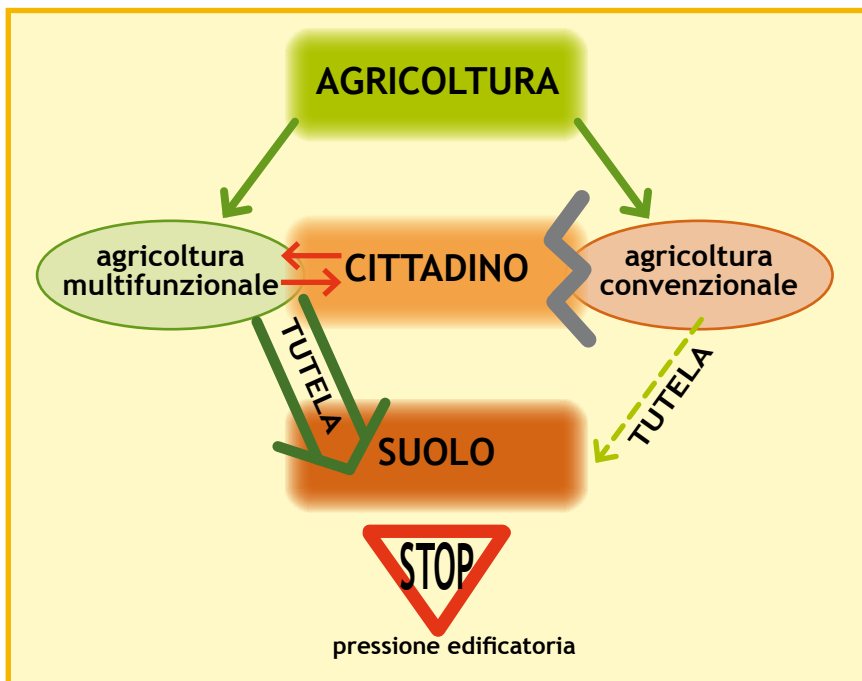 AGRICOLTURA
agricoltura
multifunzionale
CITTADINO
agricoltura
convenzionale
TUTELA
TUTELA
SUOLO
STOP
pressione edificatoria